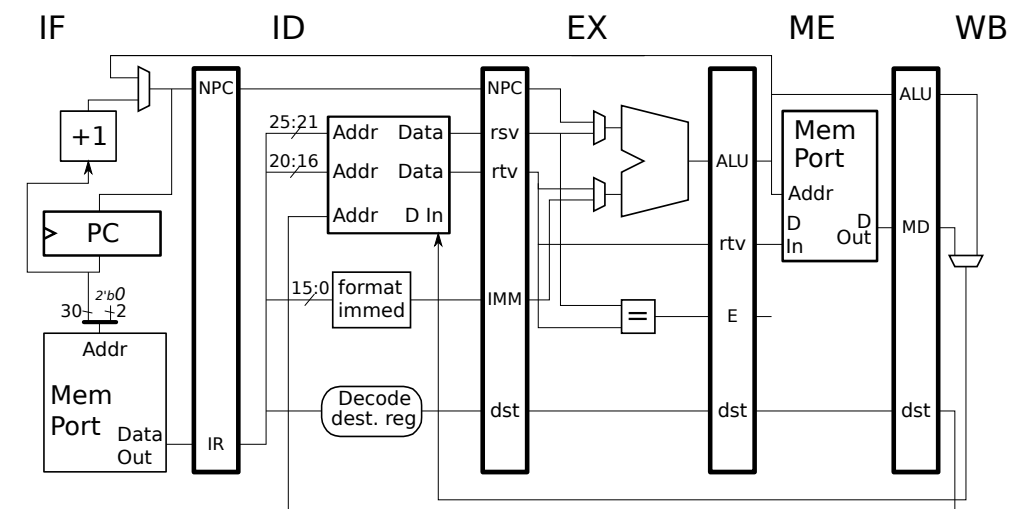 IF ID EX ME WB
NPC NPC ALU
+1
25:21 Addr Data rsv
Mem
Port
20:16 Addr Data rtv ALU
Addr
Addr D In
PC
D
In
D
Out
rtv MD
15:0 format
immed
IMM
2'b0
30 2
= E
Addr
Mem
Port
Decode
dest. reg
dst dst dst
Data
Out
IR